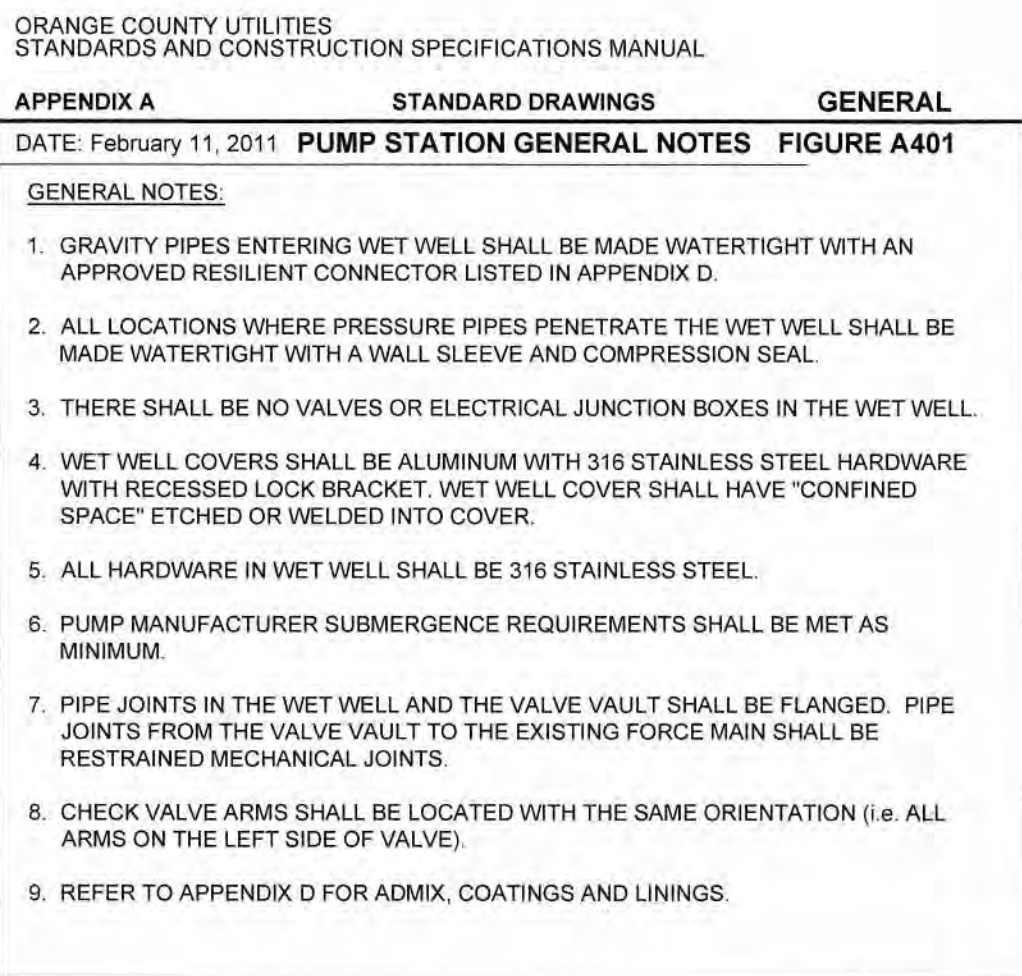 ORANGE COUNTY UTILITIES
STANDARDS AND CONSTRUCTION SPECIFICATIONS MANUAL
APPENDIX A STANDARD DRAWINGS GENERAL
DATE: February 11, 2011 PUMP STATION GENERAL NOTES FIGURE A401
GENERAL NOTES:
1. GRAVITY PIPES ENTERING WET WELL SHALL BE MADE WATERTIGHT WITH AN
APPROVED RESILIENT CONNECTOR LISTED IN APPENDIX D.
2. ALL LOCATIONS WHERE PRESSURE PIPES PENETRATE THE WET WELL SHALL BE
MADE WATERTIGHT WITH A WALL SLEEVE AND COMPRESSION SEAL.
3. THERE SHALL BE NO VALVES OR ELECTRICAL JUNCTION BOXES IN THE WET WELL.
4. WET WELL COVERS SHALL BE ALUMINUM WITH 316 STAINLESS STEEL HARDWARE
WITH RECESSED LOCK BRACKET. WET WELL COVER SHALL HAVE "CONFINED
SPACE" ETCHED OR WELDED INTO COVER.
5. ALL HARDWARE IN WET WELL SHALL BE 316 STAINLESS STEEL.
6. PUMP MANUFACTURER SUBMERGENCE REQUIREMENTS SHALL BE MET AS
MINIMUM.
7. PIPE JOINTS IN THE WET WELL AND THE VALVE VAULT SHALL BE FLANGED. PIPE
JOINTS FROM THE VALVE VAULT TO THE EXISTING FORCE MAIN SHALL BE
RESTRAINED MECHANICAL JOINTS.
8. CHECK VALVE ARMS SHALL BE LOCATED WITH THE SAME ORIENTATION (i.e. ALL
ARMS ON THE LEFT SIDE OF VALVE).
9. REFER TO APPENDIX D FOR ADMIX, COATINGS AND LININGS.